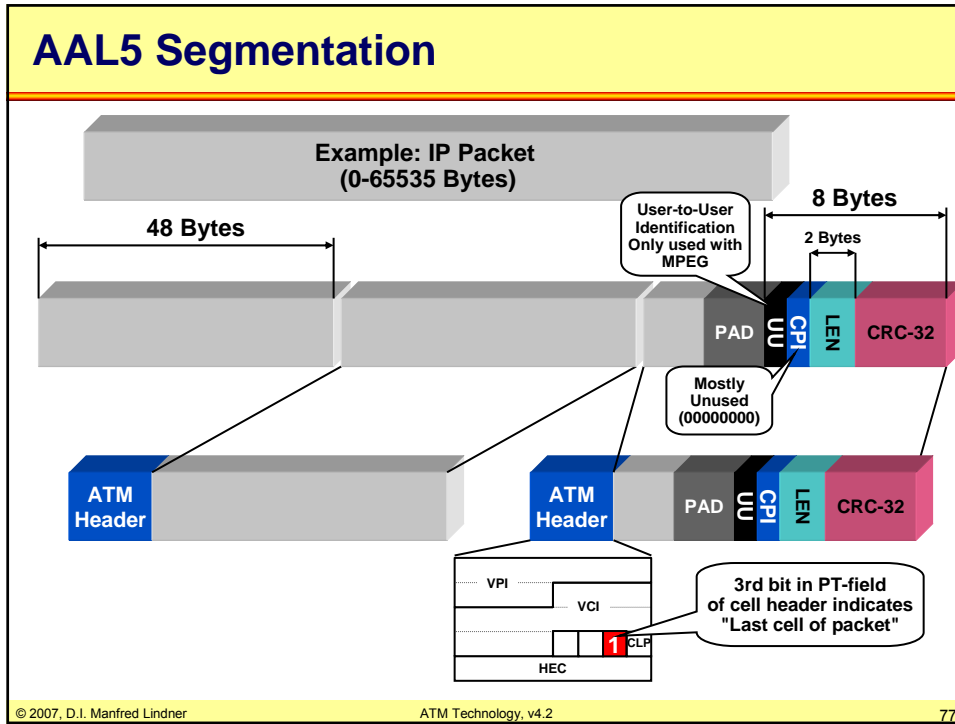 AAL5 Segmentation
Example: IP Packet
(0-65535 Bytes)
48 Bytes
User-to-User
Identification
Only used with
MPEG
8 Bytes
2 Bytes
PAD
UU
CPI
LEN
CRC-32
Mostly
Unused
(00000000)
ATM
Header
ATM
Header
PAD
UU
CPI
LEN
CRC-32
VPI
VCI
1
CLP
HEC
3rd bit in PT-field
of cell header indicates
"Last cell of packet"
© 2007, D.I. Manfred Lindner
ATM Technology, v4.2
77